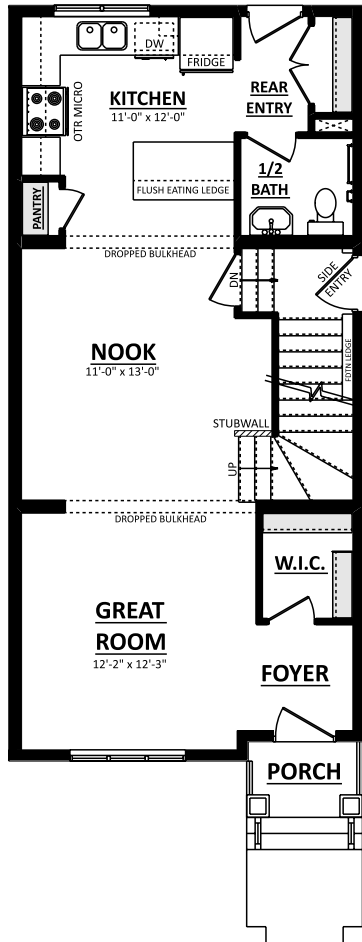 DW
FRIDGE
KITCHEN
11'-0" x 12'-0"
OTR MICRO
REAR
ENTRY
1/2
BATH
FLUSH EATING LEDGE
PANTRY
DROPPED BULKHEAD
DN
SIDE
ENTRY
NOOK
11'-0" x 13'-0"
FDTN LEDGE
STUBWALL
UP
DROPPED BULKHEAD
W.I.C.
GREAT
ROOM
12'-2" x 12'-3"
FOYER
PORCH